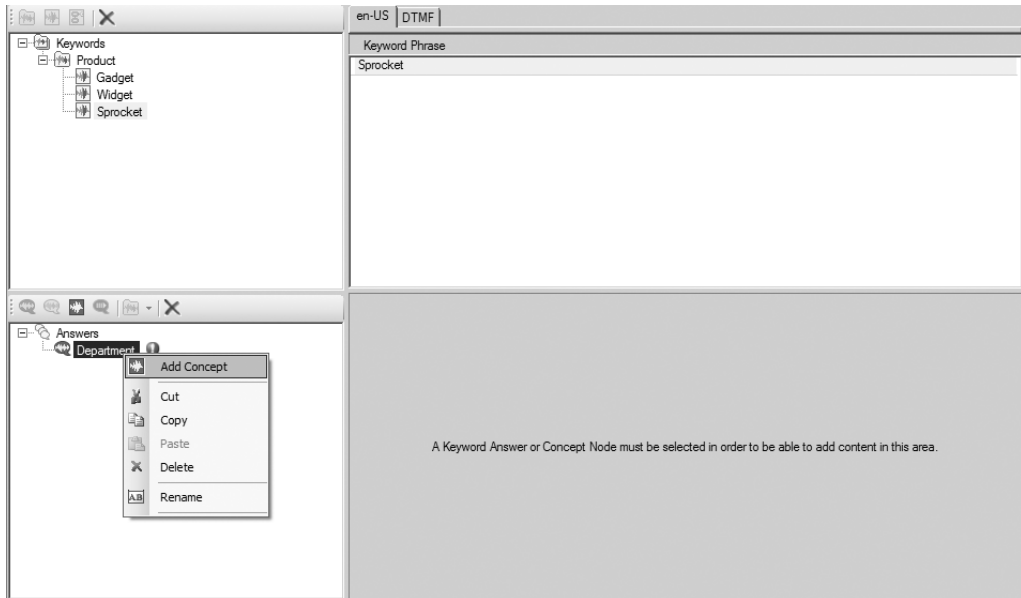 en-US DTMF
Keywords
Product
Gadget
Widget
Sprocket
Keyword Phrase
Sprocket
Answers
Department
Add Concept
Cut
Copy
Paste
Delete
AB Rename
A Keyword Answer or Concept Node must be selected in order to be able to add content in this area.